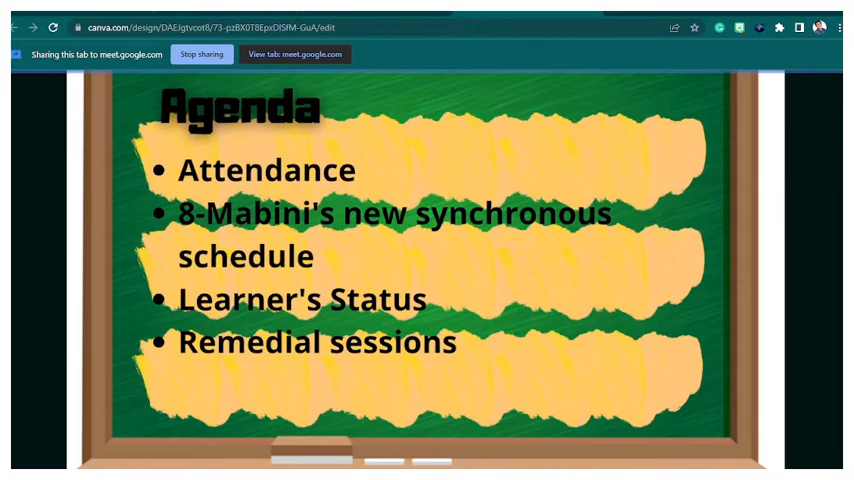 canva.com/design/DAEJgtvcot8/73-pzBX0T8EpxDISfM-GuA/edit
Sharing this tab to meet.google.com
Stop sharing
View tab: meet.google.com
Agenda
• Attendance
• 8-Mabini's new synchronous
schedule
• Learner's Status
• Remedial sessions